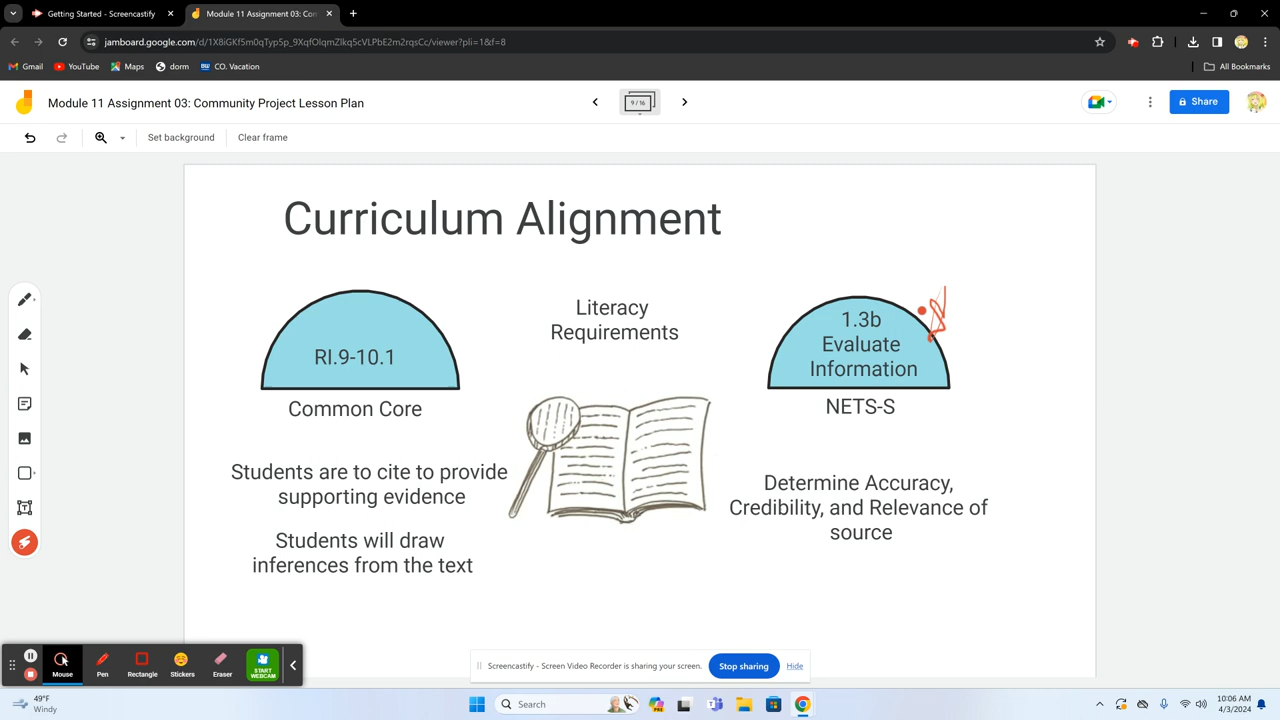 Getting Started - Screencastify
Module 11 Assignment 03: Com
jamboard.google.com/d/1X8iGKf5m0qTyp5p_9XqfOIqmZlkq5cVLPbE2m2rqsCc/viewer?pli=1&f=8
Gmail
YouTube
Maps
dorm
CO. Vacation
All Bookmarks
Module 11 Assignment 03: Community Project Lesson Plan
9 / 16
Share
Set background
Clear frame
Curriculum Alignment
RI.9-10.1
Common Core
Students are to cite to provide
supporting evidence
Students will draw
inferences from the text
Literacy
Requirements
1.3b
Evaluate
Information
NETS-S
Determine Accuracy,
Credibility, and Relevance of
source
Mouse
Pen
Rectangle
Stickers
Eraser
START
WEBCAM
Screencastify - Screen Video Recorder is sharing your screen.
Stop sharing
Hide
49°F
Windy
Search
10:06 AM
4/3/2024